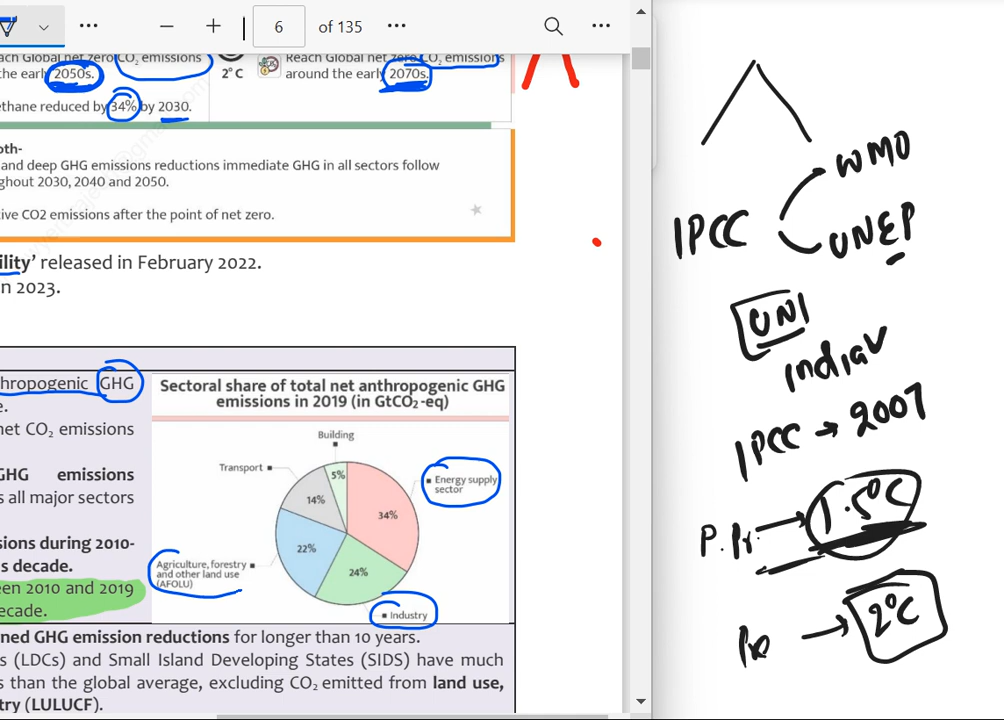 6 of 135
ach Global net zero CO₂ emissions
the early 2050s.
2° C
Reach Global net zero CO₂ emissions
around the early 2070s.
ethane reduced by 34% by 2030.
oth-
and deep GHG emissions reductions immediate GHG in all sectors follow
ghout 2030, 2040 and 2050.
ive CO2 emissions after the point of net zero.
ility’ released in February 2022.
n 2023.
hropogenic GHG
e.
net CO₂ emissions
GHG emissions
s all major sectors
sions during 2010-
is decade.
een 2010 and 2019
ecade.
Sectoral share of total net anthropogenic GHG
emissions in 2019 (in GtCO₂-eq)
Building
Transport
5%
Energy supply
sector
14%
34%
22%
Agriculture, forestry
and other land use
(AFOLU)
24%
Industry
ned GHG emission reductions for longer than 10 years.
s (LDCs) and Small Island Developing States (SIDS) have much
s than the global average, excluding CO₂ emitted from land use,
try (LULUCF).
WMO
IPCC
UNEP
UNI
IPCC → 2007
P. Pr. → 1.5°C
→ 2°C